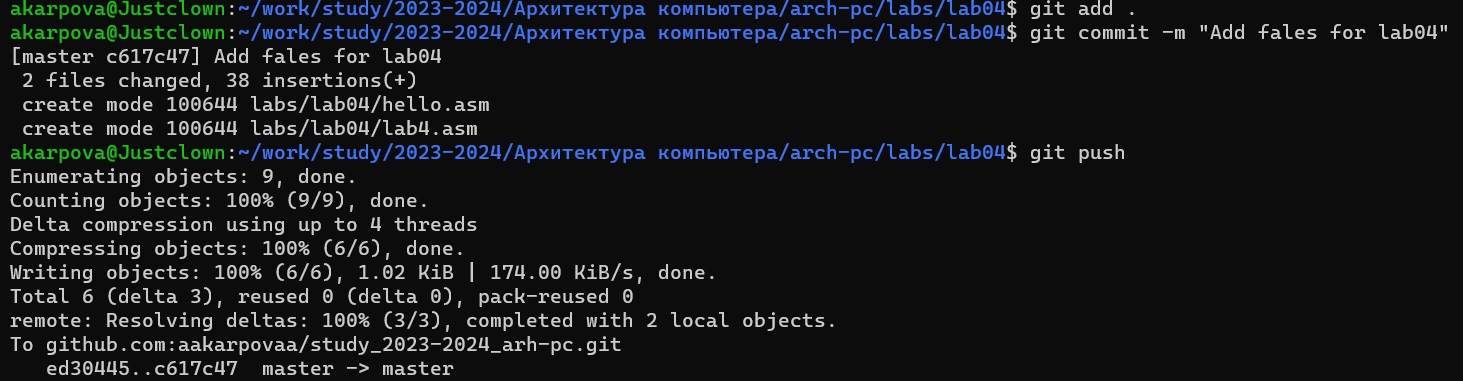 akarpova@Justclown:~/work/study/2023-2024/Архитектура компьютера/arch-pc/labs/lab04$ git add .
akarpova@Justclown:~/work/study/2023-2024/Архитектура компьютера/arch-pc/labs/lab04$ git commit -m "Add fales for lab04"
[master c617c47] Add fales for lab04
 2 files changed, 38 insertions(+)
 create mode 100644 labs/lab04/hello.asm
 create mode 100644 labs/lab04/lab4.asm
akarpova@Justclown:~/work/study/2023-2024/Архитектура компьютера/arch-pc/labs/lab04$ git push
Enumerating objects: 9, done.
Counting objects: 100% (9/9), done.
Delta compression using up to 4 threads
Compressing objects: 100% (6/6), done.
Writing objects: 100% (6/6), 1.02 KiB | 174.00 KiB/s, done.
Total 6 (delta 3), reused 0 (delta 0), pack-reused 0
remote: Resolving deltas: 100% (3/3), completed with 2 local objects.
To github.com:aakarpovaa/study_2023-2024_arh-pc.git
   ed30445..c617c47  master -> master